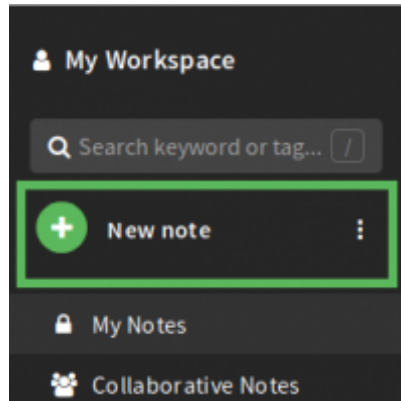 My Workspace
Search keyword or tag... /
New note
My Notes
Collaborative Notes